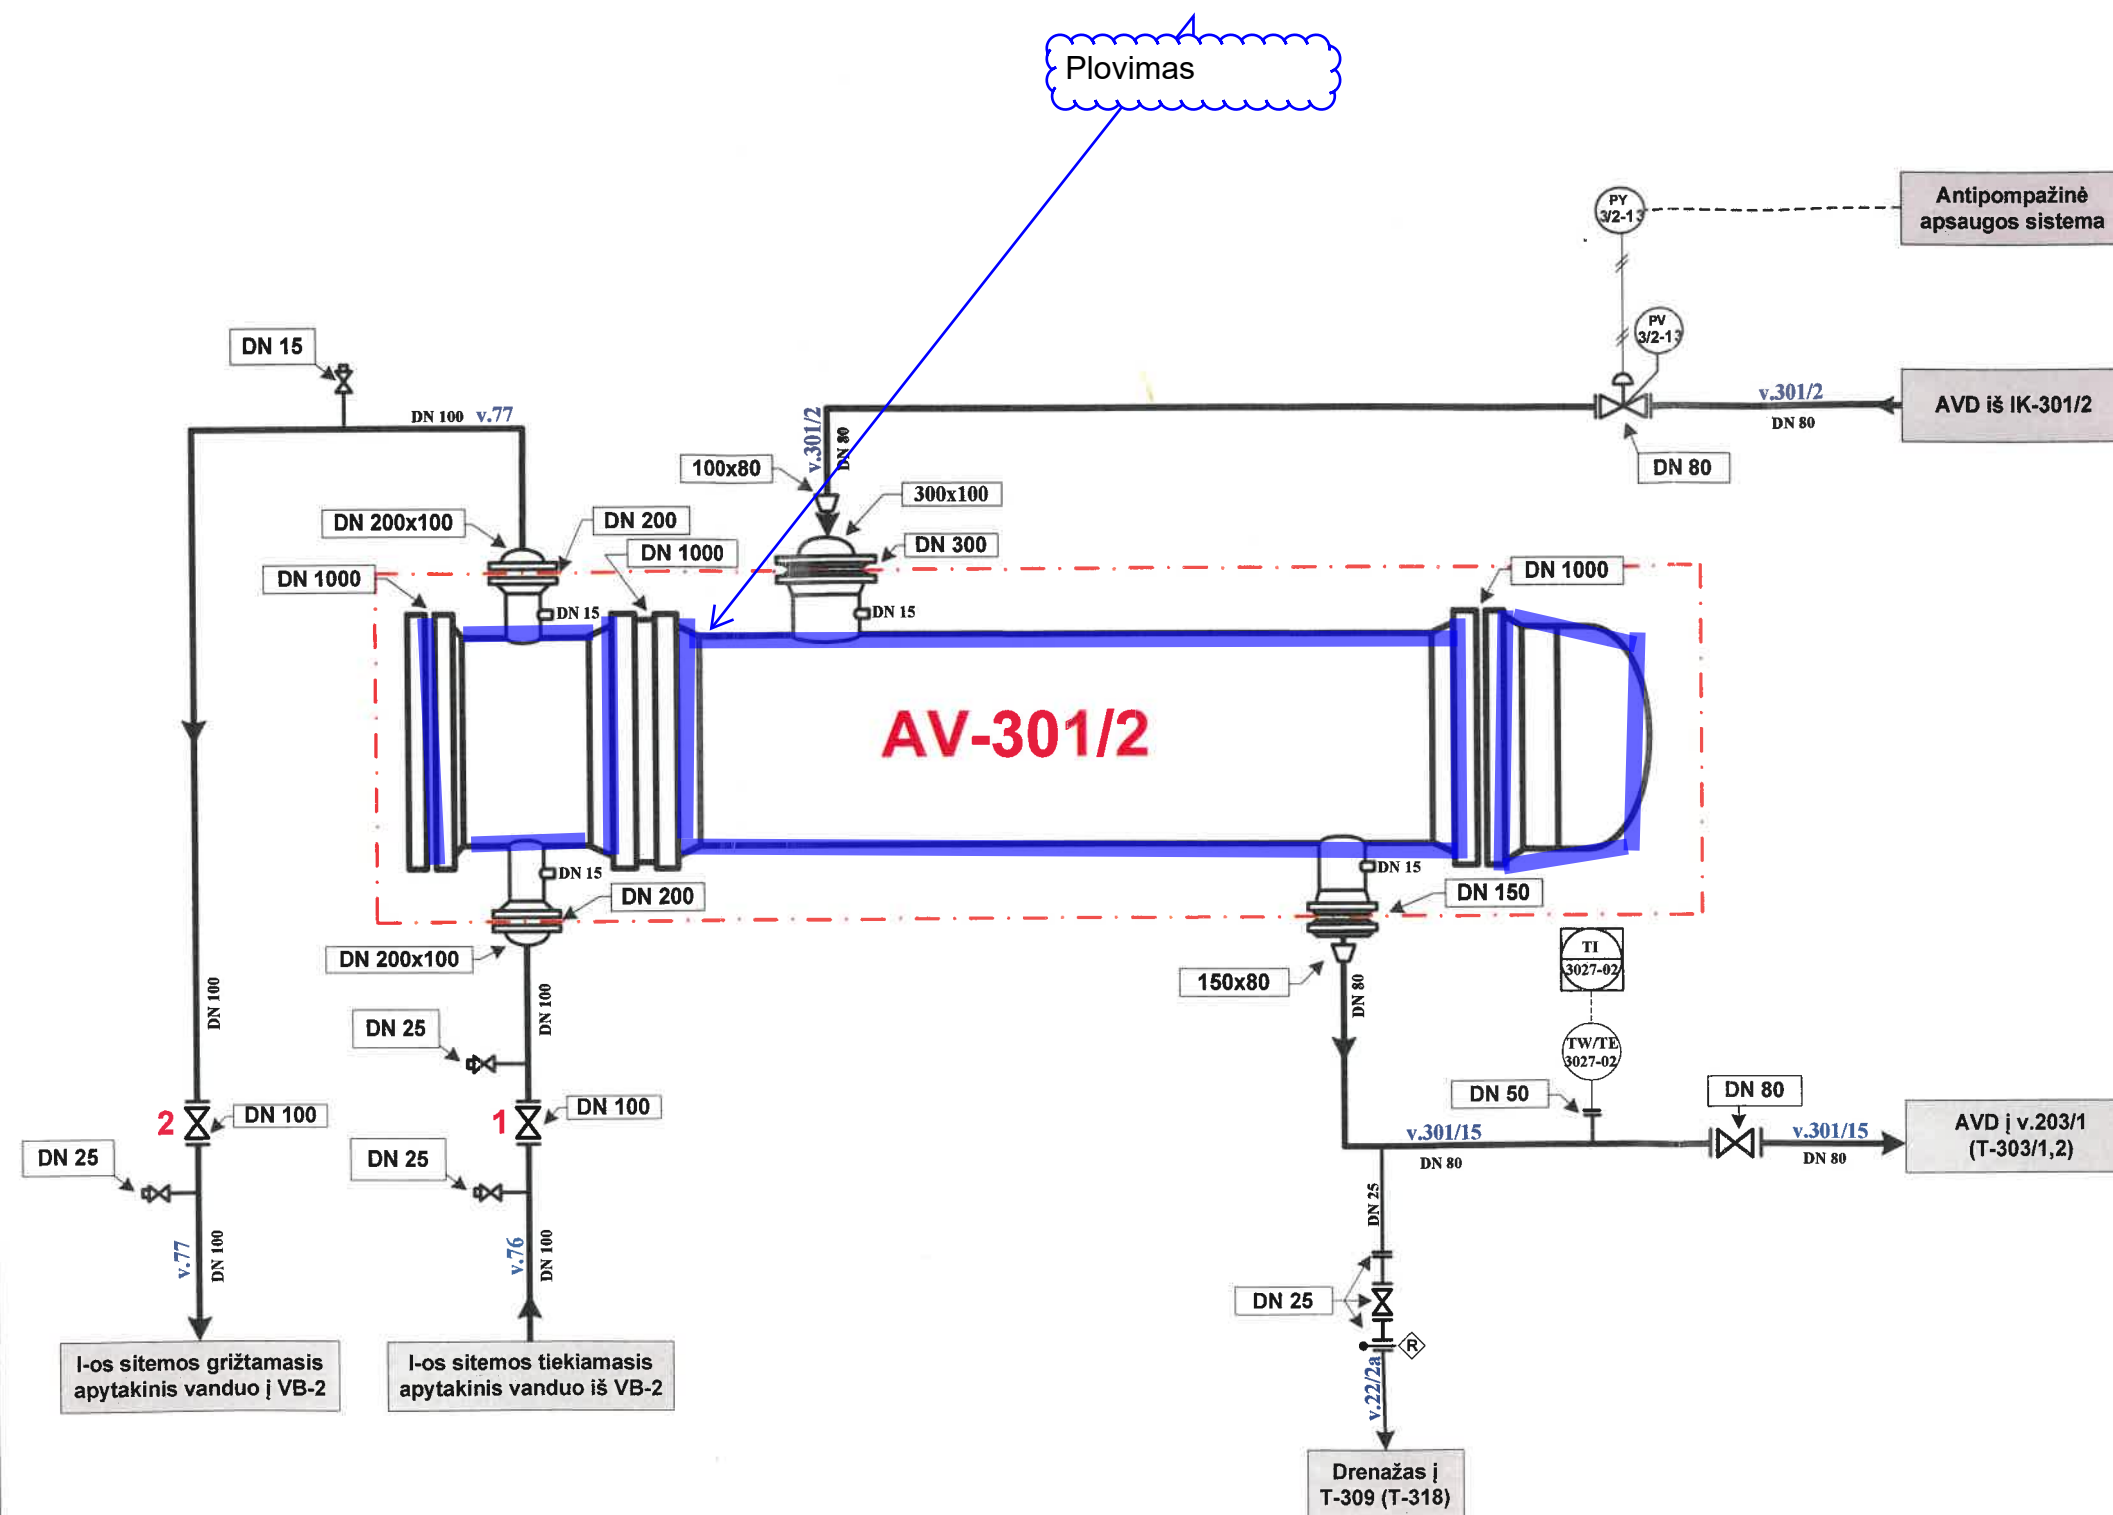 Plovimas
PY
3/2-13
Antipompažinė
apsaugos sistema
PV
3/2-13
DN 15
DN 100 v.77
v.301/2
DN 80
v.301/2
DN 80
AVD iš IK-301/2
100x80
DN 80
300x100
DN 200x100
DN 200
DN 1000
DN 300
DN 1000
DN 1000
DN 15
DN 15
AV-301/2
DN 15
DN 15
DN 200
DN 150
DN 200x100
150x80
TI
3027-02
DN 100
DN 100
DN 80
DN 25
TW/TE
3027-02
DN 50
DN 80
2
DN 100
1
DN 100
v.301/15
DN 80
v.301/15
DN 80
AVD į v.203/1
(T-303/1,2)
DN 25
DN 25
DN 25
v.77
DN 100
v.76
DN 100
DN 25
R
v.22/2a
I-os sitemos grižtamasis
apytakinis vanduo į VB-2
I-os sitemos tiekiamasis
apytakinis vanduo iš VB-2
Drenažas į
T-309 (T-318)